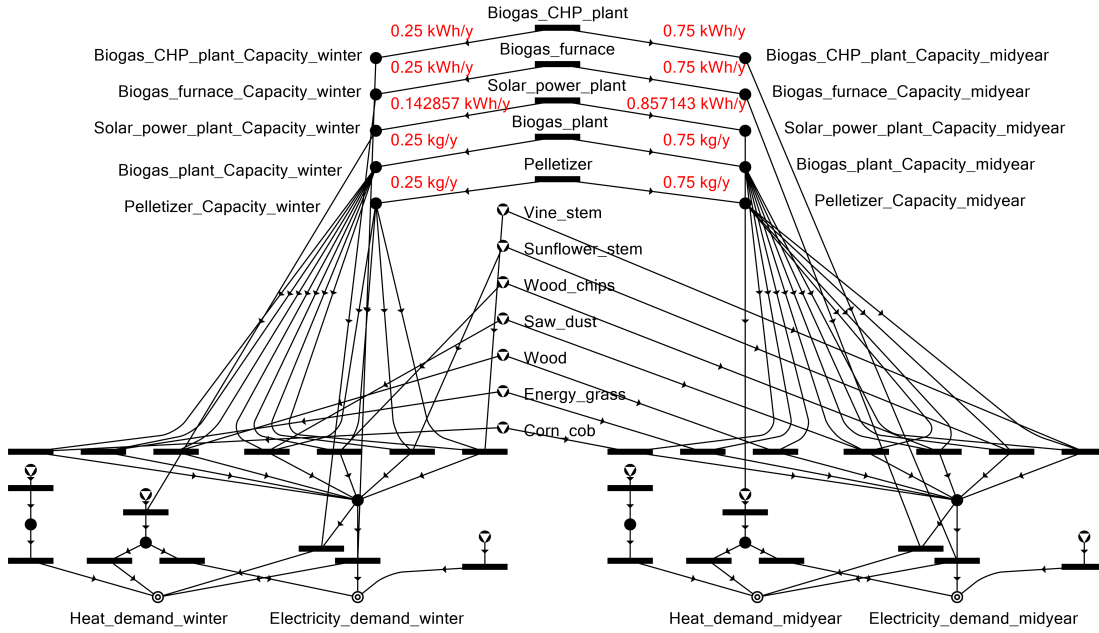 Biogas_CHP_plant
0.25 kWh/y 0.75 kWh/y
Biogas_CHP_plant_Capacity_winter Biogas_furnace Biogas_CHP_plant_Capacity_midyear
0.25 kWh/y 0.75 kWh/y
Biogas_furnace_Capacity_winter Solar_power_plant Biogas_furnace_Capacity_midyear
0.142857 kWh/y 0.857143 kWh/y
Solar_power_plant_Capacity_winter Biogas_plant Solar_power_plant_Capacity_midyear
0.25 kg/y 0.75 kg/y
Biogas_plant_Capacity_winter Pelletizer Biogas_plant_Capacity_midyear
0.25 kg/y 0.75 kg/y
Pelletizer_Capacity_winter Pelletizer_Capacity_midyear
Vine_stem
Sunflower_stem
Wood_chips
Saw_dust
Wood
Energy_grass
Corn_cob
Heat_demand_winter Electricity_demand_winter Heat_demand_midyear Electricity_demand_midyear